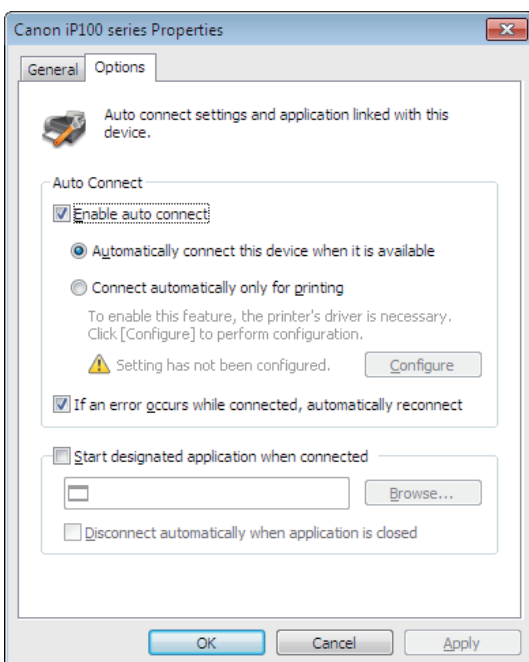 Canon iP100 series Properties
General
Options
Auto connect settings and application linked with this
device.
Auto Connect
Enable auto connect
Automatically connect this device when it is available
Connect automatically only for printing
To enable this feature, the printer's driver is necessary.
Click [Configure] to perform configuration.
Setting has not been configured.
Configure
If an error occurs while connected, automatically reconnect
Start designated application when connected
Browse...
Disconnect automatically when application is closed
OK
Cancel
Apply